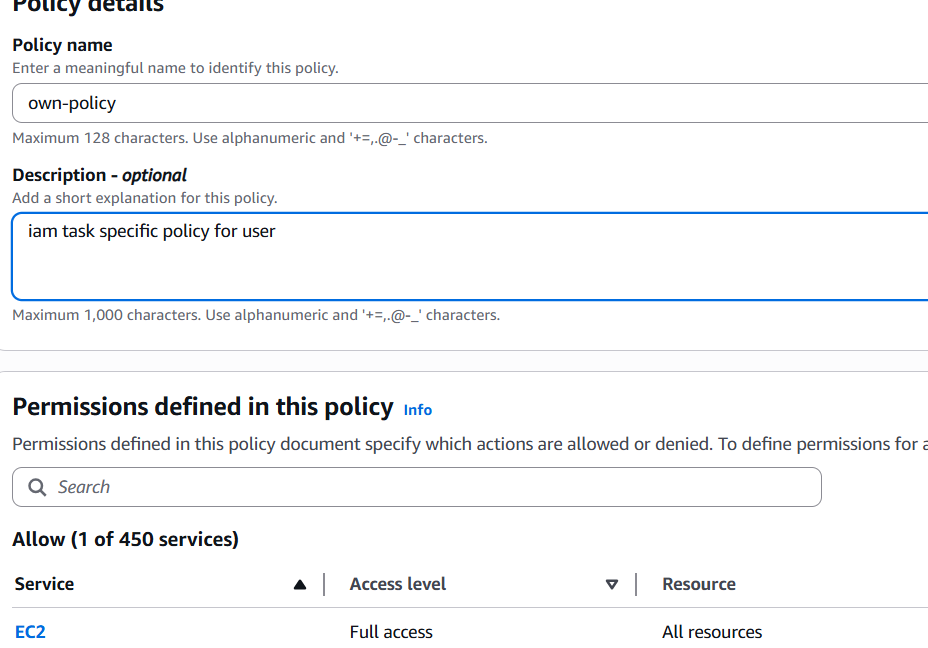 Policy details
Policy name
Enter a meaningful name to identify this policy.
own-policy
Maximum 128 characters. Use alphanumeric and '+=,.@-_' characters.
Description - optional
Add a short explanation for this policy.
iam task specific policy for user
Maximum 1,000 characters. Use alphanumeric and '+=,.@-_' characters.
Permissions defined in this policy Info
Permissions defined in this policy document specify which actions are allowed or denied. To define permissions for
Search
Allow (1 of 450 services)
Service Access level Resource
EC2 Full access All resources